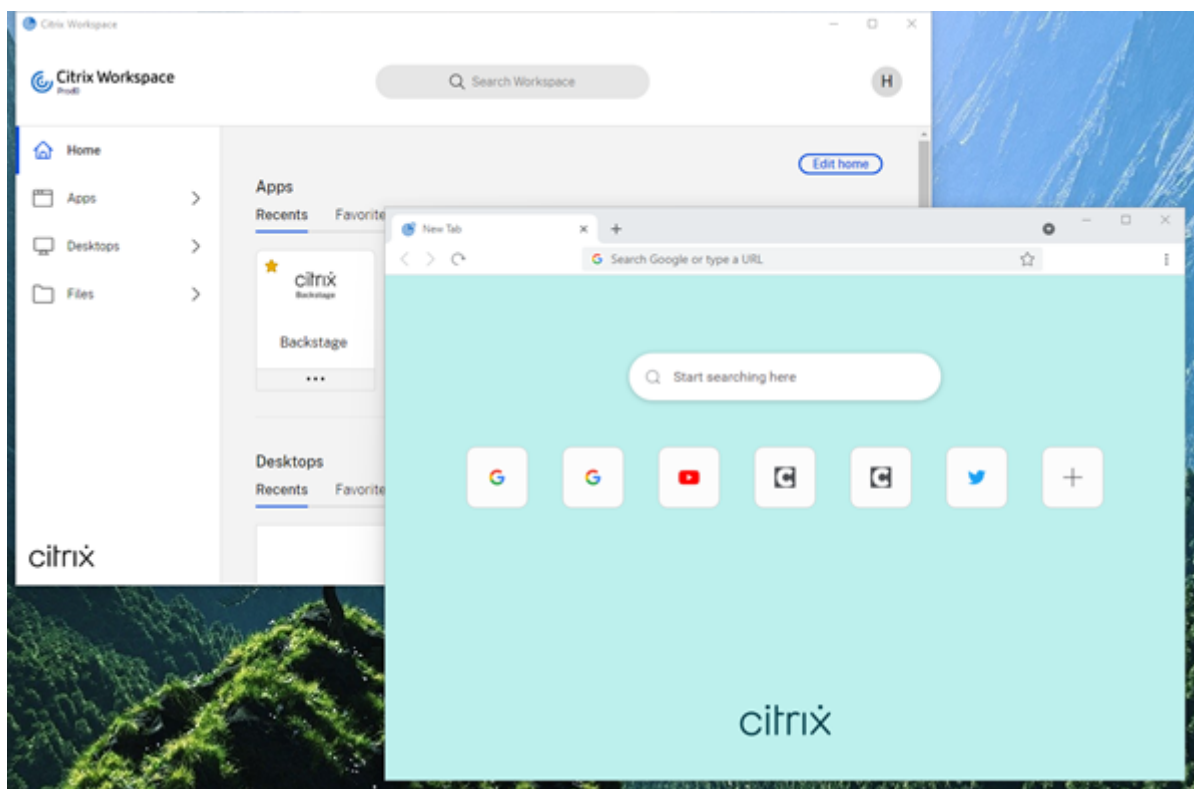 Citrix Workspace
Citrix Workspace
Prod0
Search Workspace
H
Home
Edit home
Apps
Desktops
Files
Apps
Recents Favorite
citrix
Backstage
Backstage
Desktops
Recents Favorite
citrix
New Tab
Search Google or type a URL
Start searching here
citrix